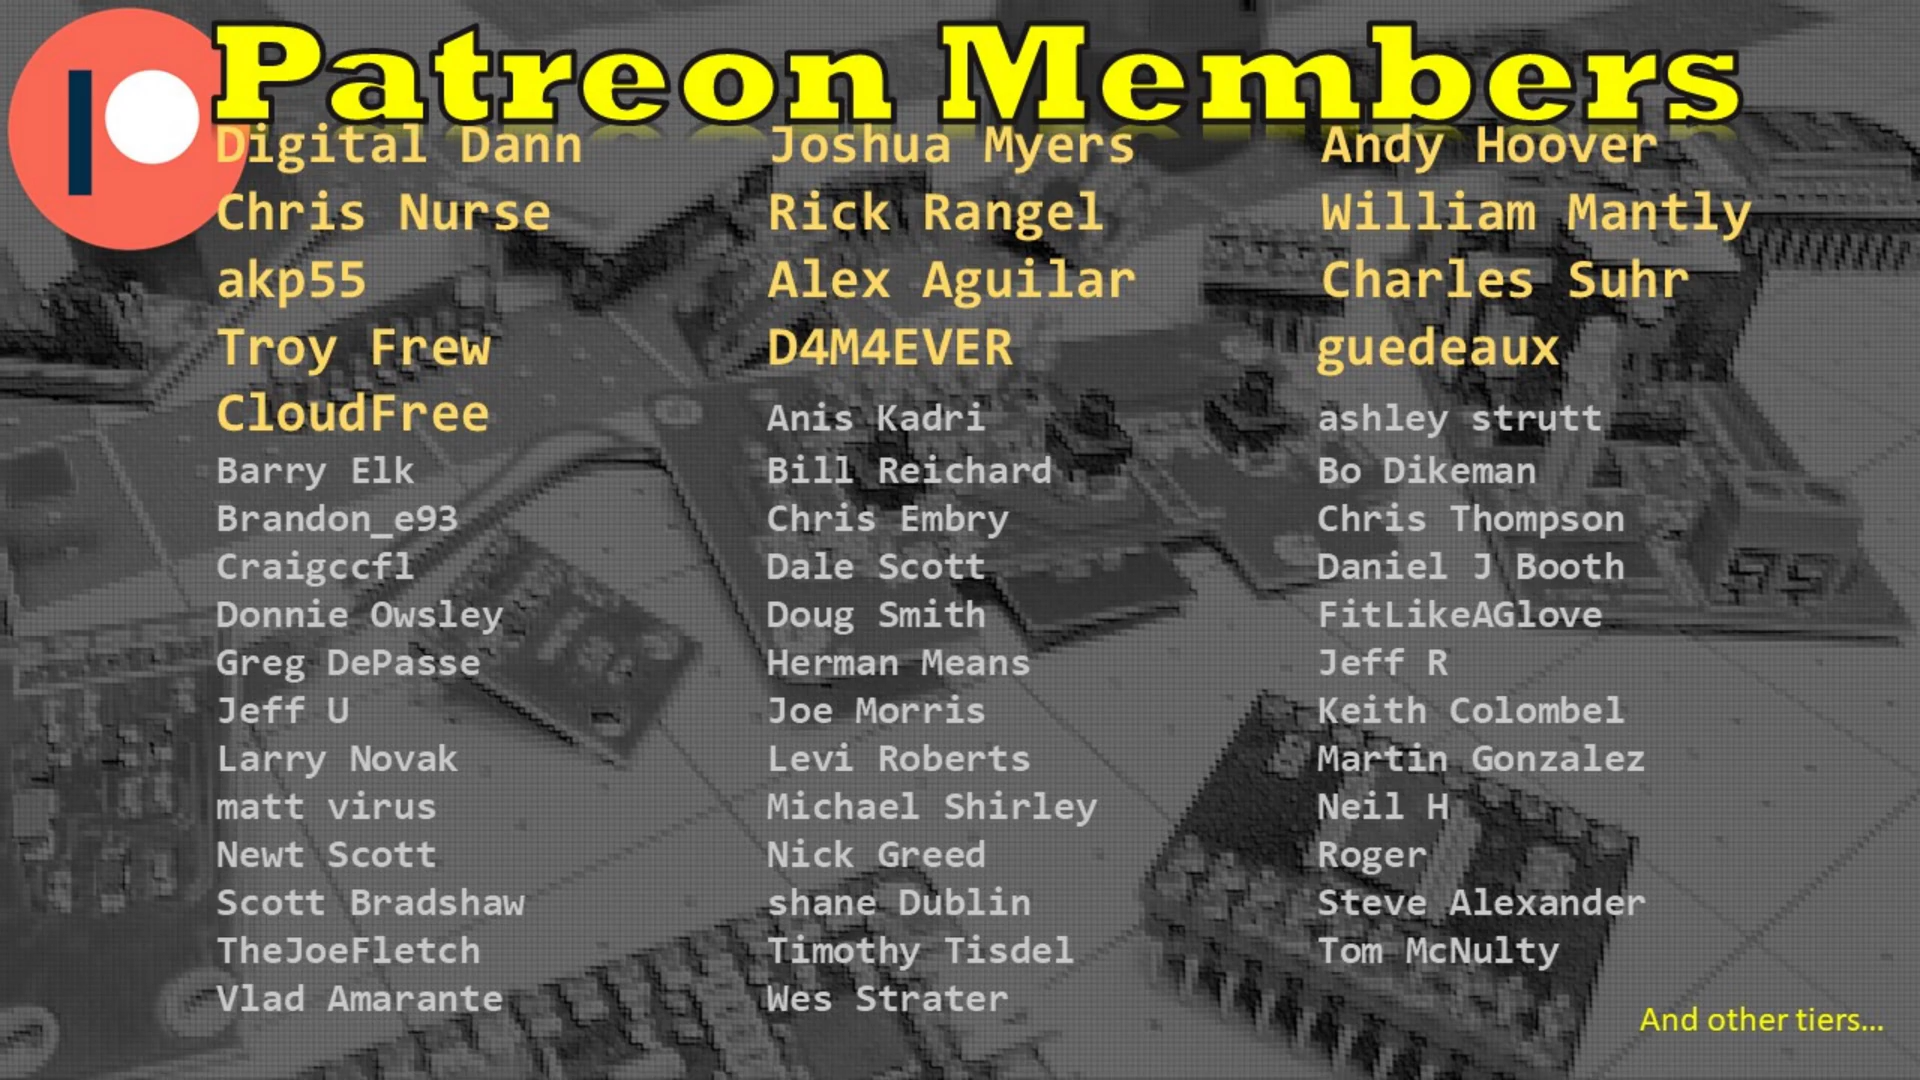 Patreon Members
Digital Dann Joshua Myers Andy Hoover
Chris Nurse Rick Rangel William Mantly
akp55 Alex Aguilar Charles Suhr
Troy Frew D4M4EVER guedeaux
CloudFree Anis Kadri ashley strutt
Barry Elk Bill Reichard Bo Dikeman
Brandon_e93 Chris Embry Chris Thompson
Craigccfl Dale Scott Daniel J Booth
Donnie Owsley Doug Smith FitLikeAGlove
Greg DePasse Herman Means Jeff R
Jeff U Joe Morris Keith Colombel
Larry Novak Levi Roberts Martin Gonzalez
matt virus Michael Shirley Neil H
Newt Scott Nick Greed Roger
Scott Bradshaw shane Dublin Steve Alexander
TheJoeFletch Timothy Tisdel Tom McNulty
Vlad Amarante Wes Strater
And other tiers...